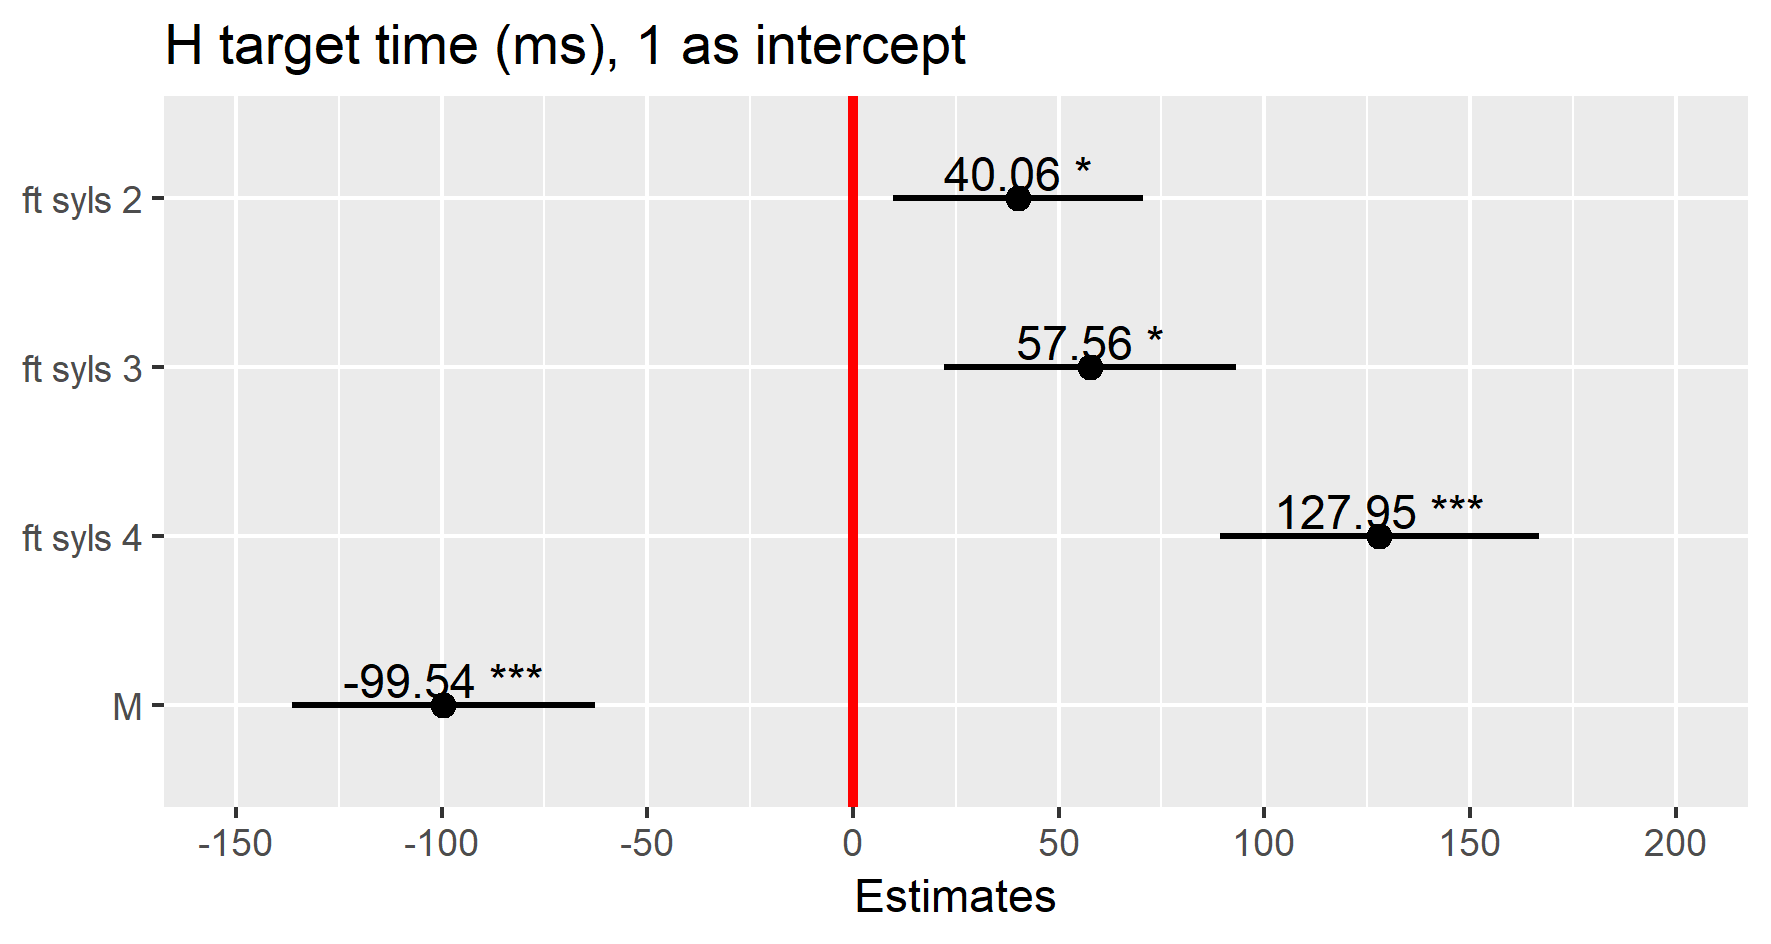 H target time (ms), 1 as intercept
ft syls 2
40.06 *
ft syls 3
57.56 *
ft syls 4
127.95 ***
M
-99.54 ***
-150 -100 -50 0 50 100 150 200
Estimates